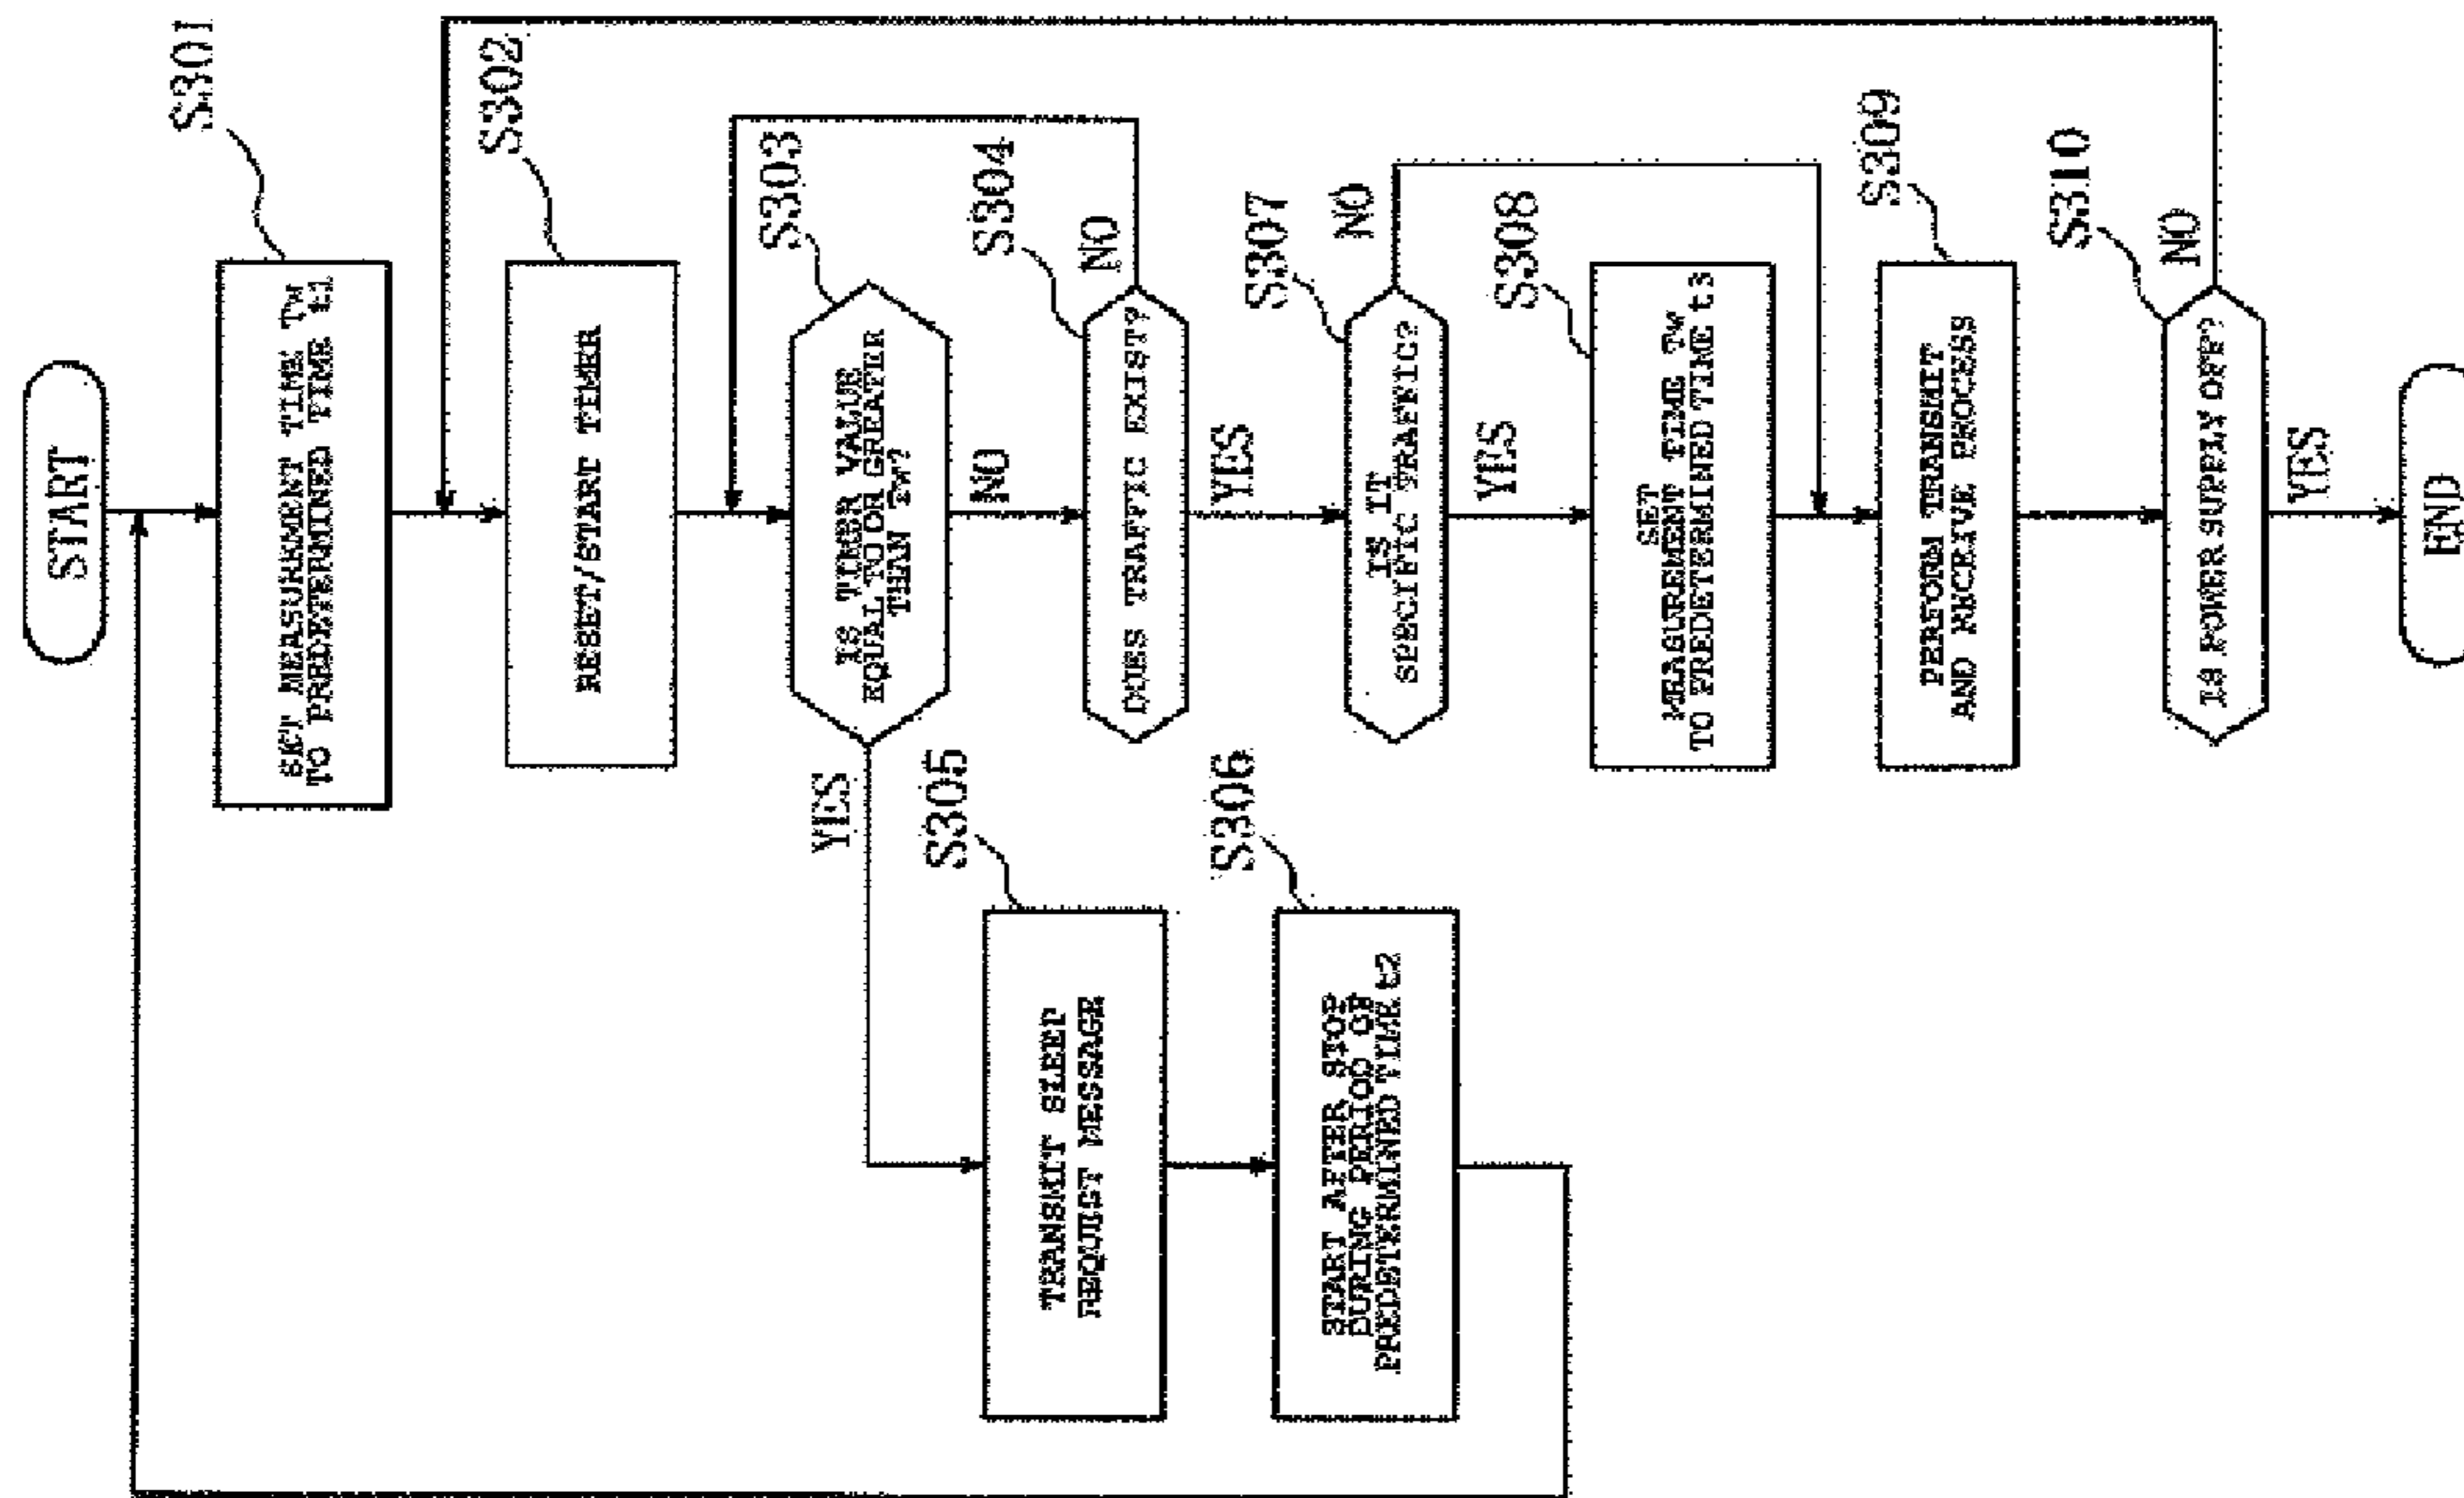 START
S301
SET MEASUREMENT TIME Tw
TO PREDETERMINED TIME t1
S302
RESET/START TIMER
S303
IS TIMER VALUE
EQUAL TO OR GREATER
THAN Tw?
YES
NO
S304
DOES TRAFFIC EXIST?
NO
YES
S305
TRANSMIT SLEEP
REQUEST MESSAGE
S306
START AFTER STOP
DURING PERIOD OF
PREDETERMINED TIME t2
S307
IS IT
SPECIFIC TRAFFIC?
NO
YES
S308
SET
MEASUREMENT TIME Tw
TO PREDETERMINED TIME t3
S309
PERFORM TRANSMIT
AND RECEIVE PROCESS
S310
IS POWER SUPPLY OFF?
NO
YES
END